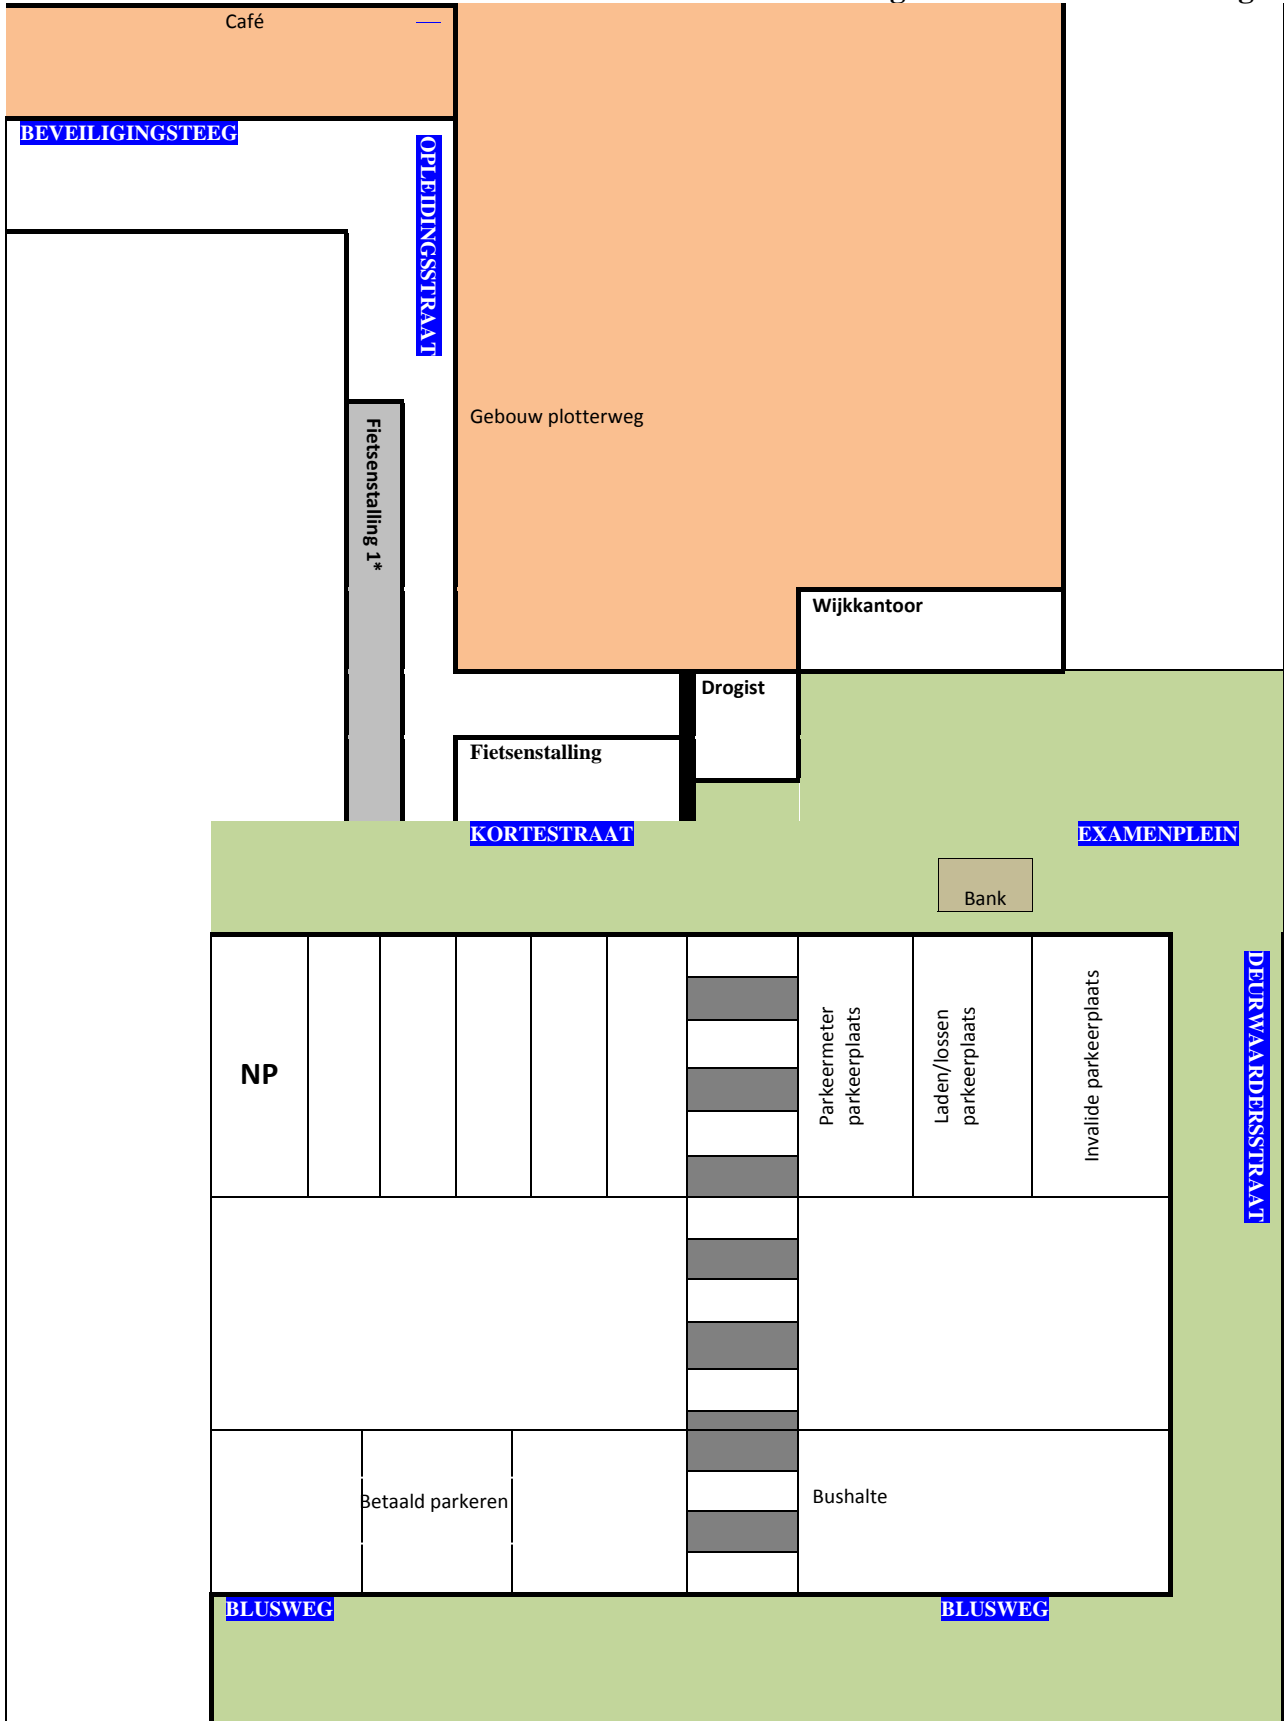 Café
BEVEILIGINGSTEEG
OPLEIDINGSSTRAAT
Gebouw plotterweg
Fietsenstalling 1*
Wijkkantoor
Drogist
Fietsenstalling
KORTESTRAAT
EXAMENPLEIN
Bank
NP
Parkeermeter
parkeerplaats
Laden/lossen
parkeerplaats
Invalide parkeerplaats
DEURWAARDERSSTRAAT
Betaald parkeren
Bushalte
BLUSWEG
BLUSWEG